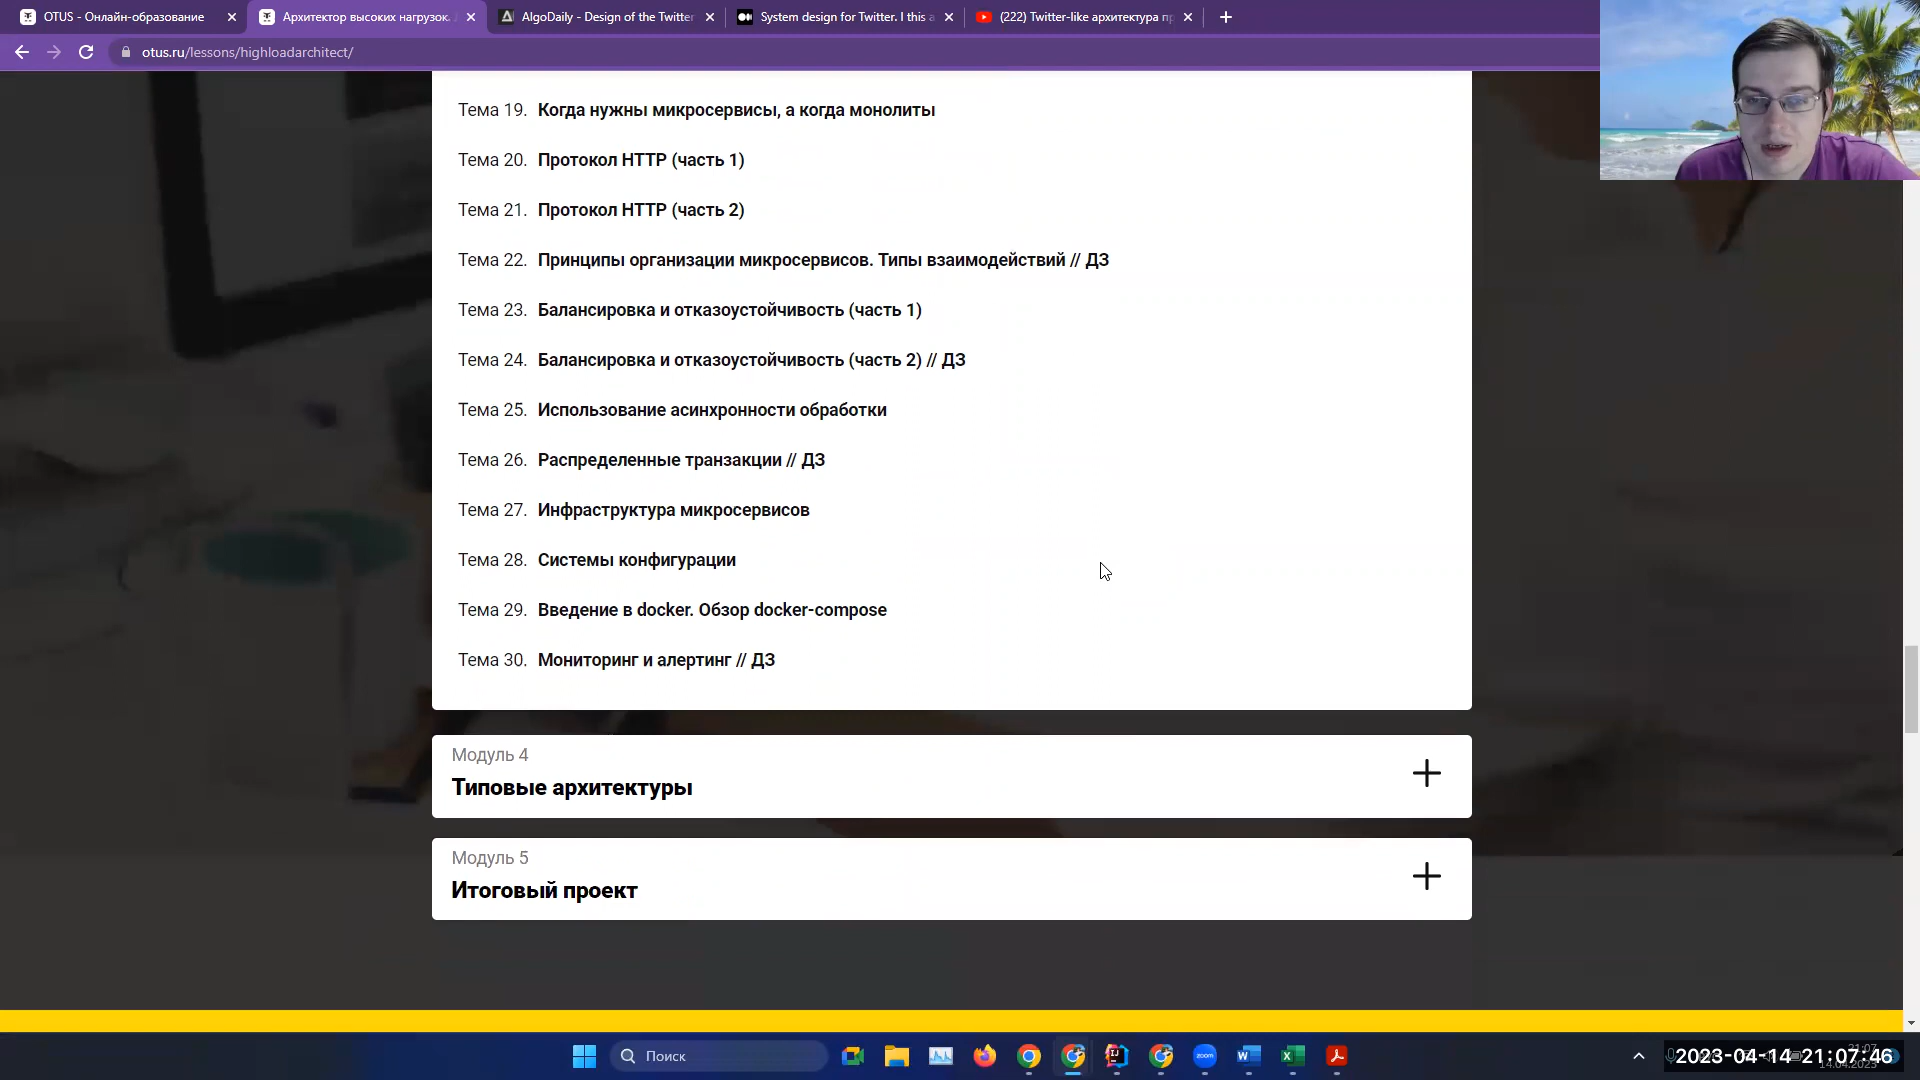 OTUS - Онлайн-образование
Архитектор высоких нагрузок.
AlgoDaily - Design of the Twitter
System design for Twitter. I this a
(222) Twitter-like архитектура п
otus.ru/lessons/highloadarchitect/
Тема 19. Когда нужны микросервисы, а когда монолиты
Тема 20. Протокол HTTP (часть 1)
Тема 21. Протокол HTTP (часть 2)
Тема 22. Принципы организации микросервисов. Типы взаимодействий // ДЗ
Тема 23. Балансировка и отказоустойчивость (часть 1)
Тема 24. Балансировка и отказоустойчивость (часть 2) // ДЗ
Тема 25. Использование асинхронности обработки
Тема 26. Распределенные транзакции // ДЗ
Тема 27. Инфраструктура микросервисов
Тема 28. Системы конфигурации
Тема 29. Введение в docker. Обзор docker-compose
Тема 30. Мониторинг и алертинг // ДЗ
Модуль 4
Типовые архитектуры
Модуль 5
Итоговый проект
Поиск
zoom
2023-04-14 21:07:46